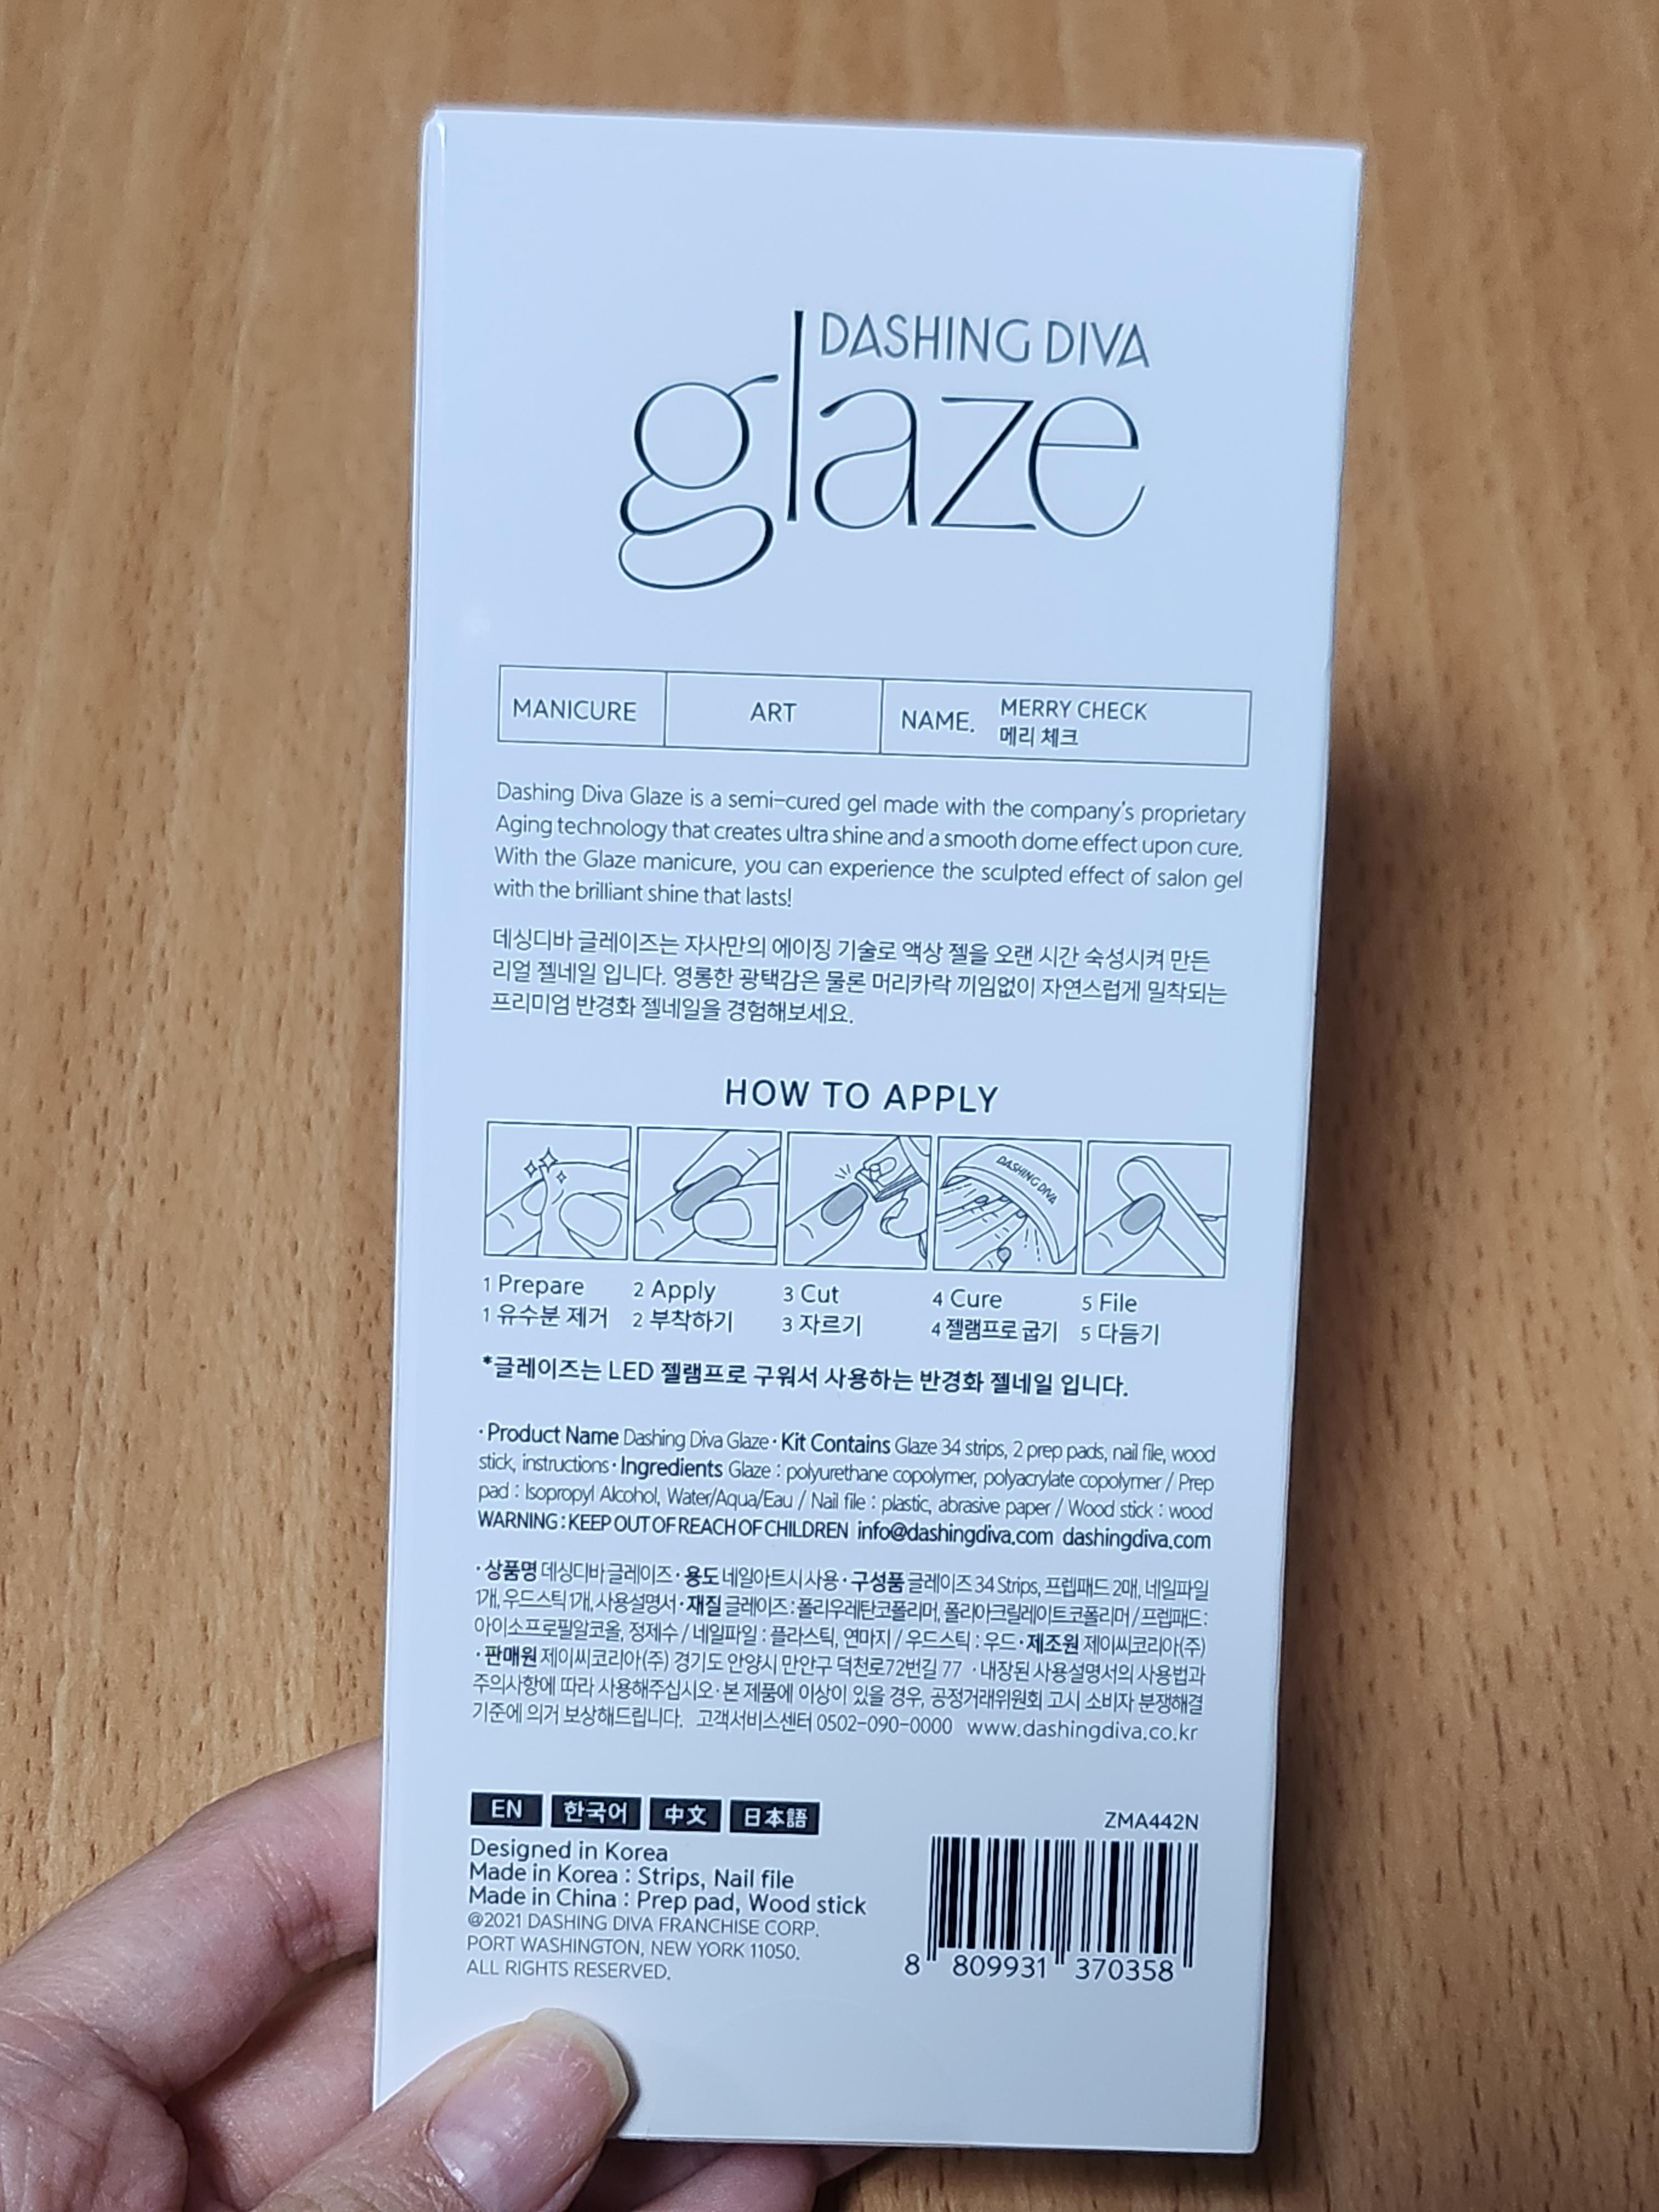 DASHING DIVA
glaze
MANICURE
ART
NAME.
MERRY CHECK
메리 체크
Dashing Diva Glaze is a semi-cured gel made with the company's proprietary
Aging technology that creates ultra shine and a smooth dome effect upon cure.
With the Glaze manicure, you can experience the sculpted effect of salon gel
with the brilliant shine that lasts!
데싱디바 글레이즈는 자사만의 에이징 기술로 액상 젤을 오랜 시간 숙성시켜 만든
리얼 젤네일 입니다. 영롱한 광택감은 물론 머리카락 끼임없이 자연스럽게 밀착되는
프리미엄 반경화 젤네일을 경험해보세요.
HOW TO APPLY
DASHING DIVA
1 Prepare 2 Apply 3 Cut 4 Cure 5 File
1 유수분 제거 2 부착하기 3 자르기 4 젤램프로 굽기 5 다듬기
*글레이즈는 LED 젤램프로 구워서 사용하는 반경화 젤네일 입니다.
· Product Name Dashing Diva Glaze · Kit Contains Glaze 34 strips, 2 prep pads, nail file, wood
stick, instructions · Ingredients Glaze : polyurethane copolymer, polyacrylate copolymer / Prep
pad : Isopropyl Alcohol, Water/Aqua/Eau / Nail file : plastic, abrasive paper / Wood stick : wood
WARNING : KEEP OUT OF REACH OF CHILDREN info@dashingdiva.com dashingdiva.com
· 상품명 데싱디바 글레이즈 · 용도 네일아트시 사용 · 구성품 글레이즈 34 Strips, 프렙패드 2매, 네일파일
1개, 우드스틱 1개, 사용설명서 · 재질 글레이즈 : 폴리우레탄코폴리머, 폴리아크릴레이트코폴리머 / 프렙패드 :
아이소프로필알코올, 정제수 / 네일파일 : 플라스틱, 연마지 / 우드스틱 : 우드 · 제조원 제이씨코리아(주)
· 판매원 제이씨코리아(주) 경기도 안양시 만안구 덕천로72번길 77 · 내장된 사용설명서의 사용법과
주의사항에 따라 사용해주십시오 · 본 제품에 이상이 있을 경우, 공정거래위원회 고시 소비자 분쟁해결
기준에 의거 보상해드립니다. 고객서비스센터 0502-090-0000 www.dashingdiva.co.kr
EN 한국어 中文 日本語
ZMA442N
Designed in Korea
Made in Korea : Strips, Nail file
Made in China : Prep pad, Wood stick
@2021 DASHING DIVA FRANCHISE CORP.
PORT WASHINGTON, NEW YORK 11050.
ALL RIGHTS RESERVED.
8 809931 370358